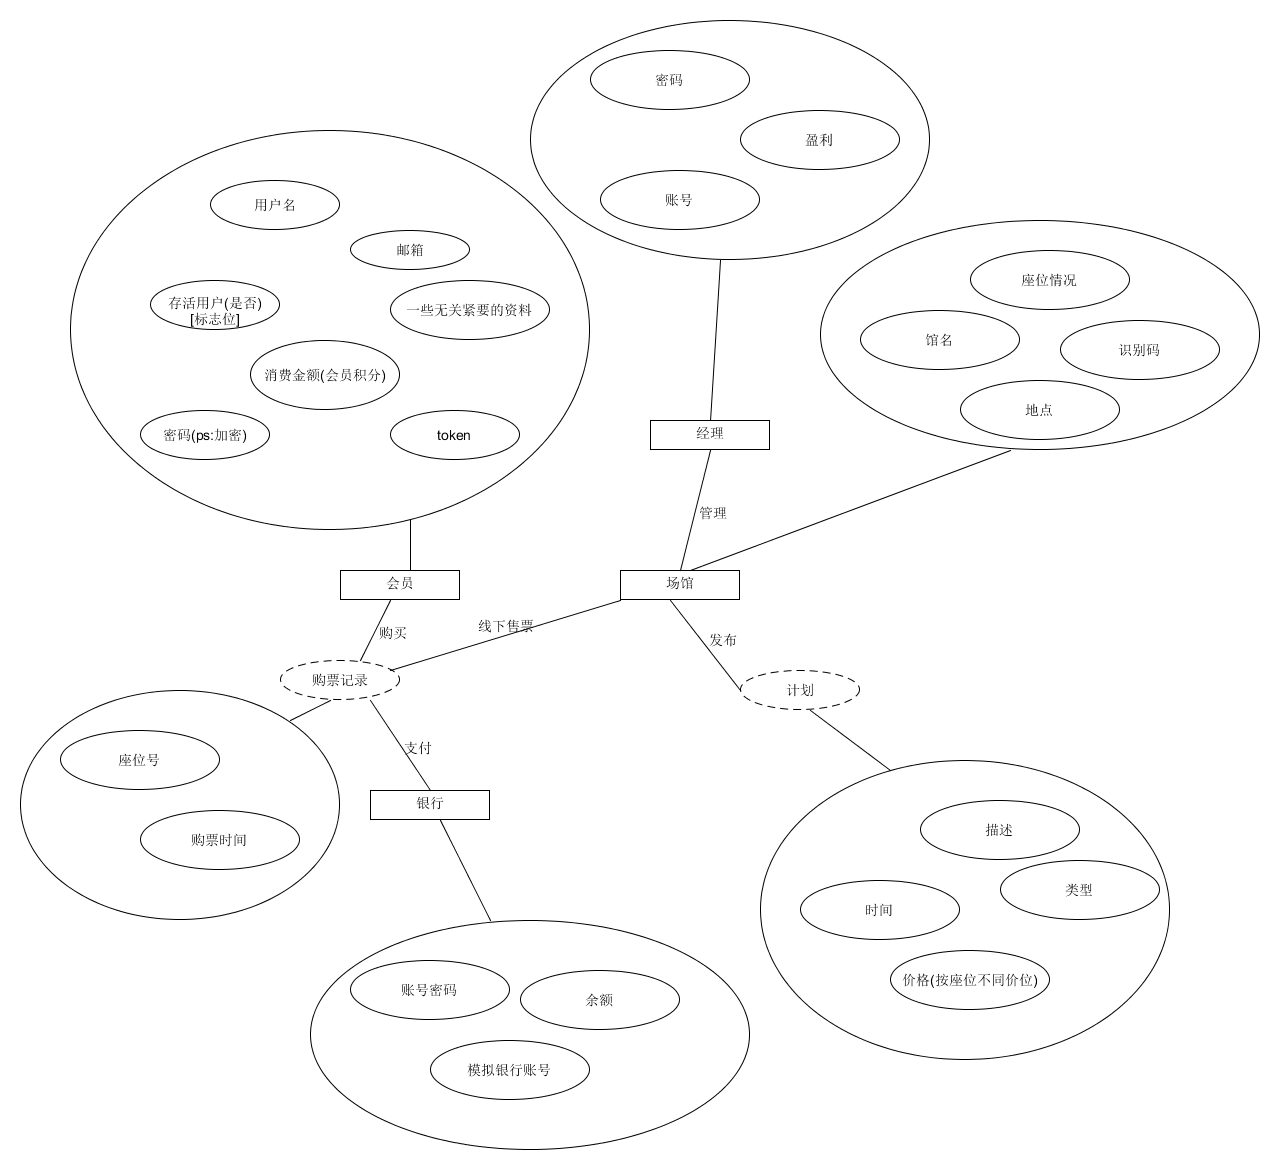 密码
盈利
账号
用户名
邮箱
存活用户(是否)
[标志位]
一些无关紧要的资料
消费金额(会员积分)
密码(ps:加密)
token
座位情况
馆名
识别码
地点
经理
管理
会员
场馆
购买
线下售票
发布
购票记录
计划
座位号
支付
购票时间
银行
描述
类型
时间
价格(按座位不同价位)
账号密码
余额
模拟银行账号